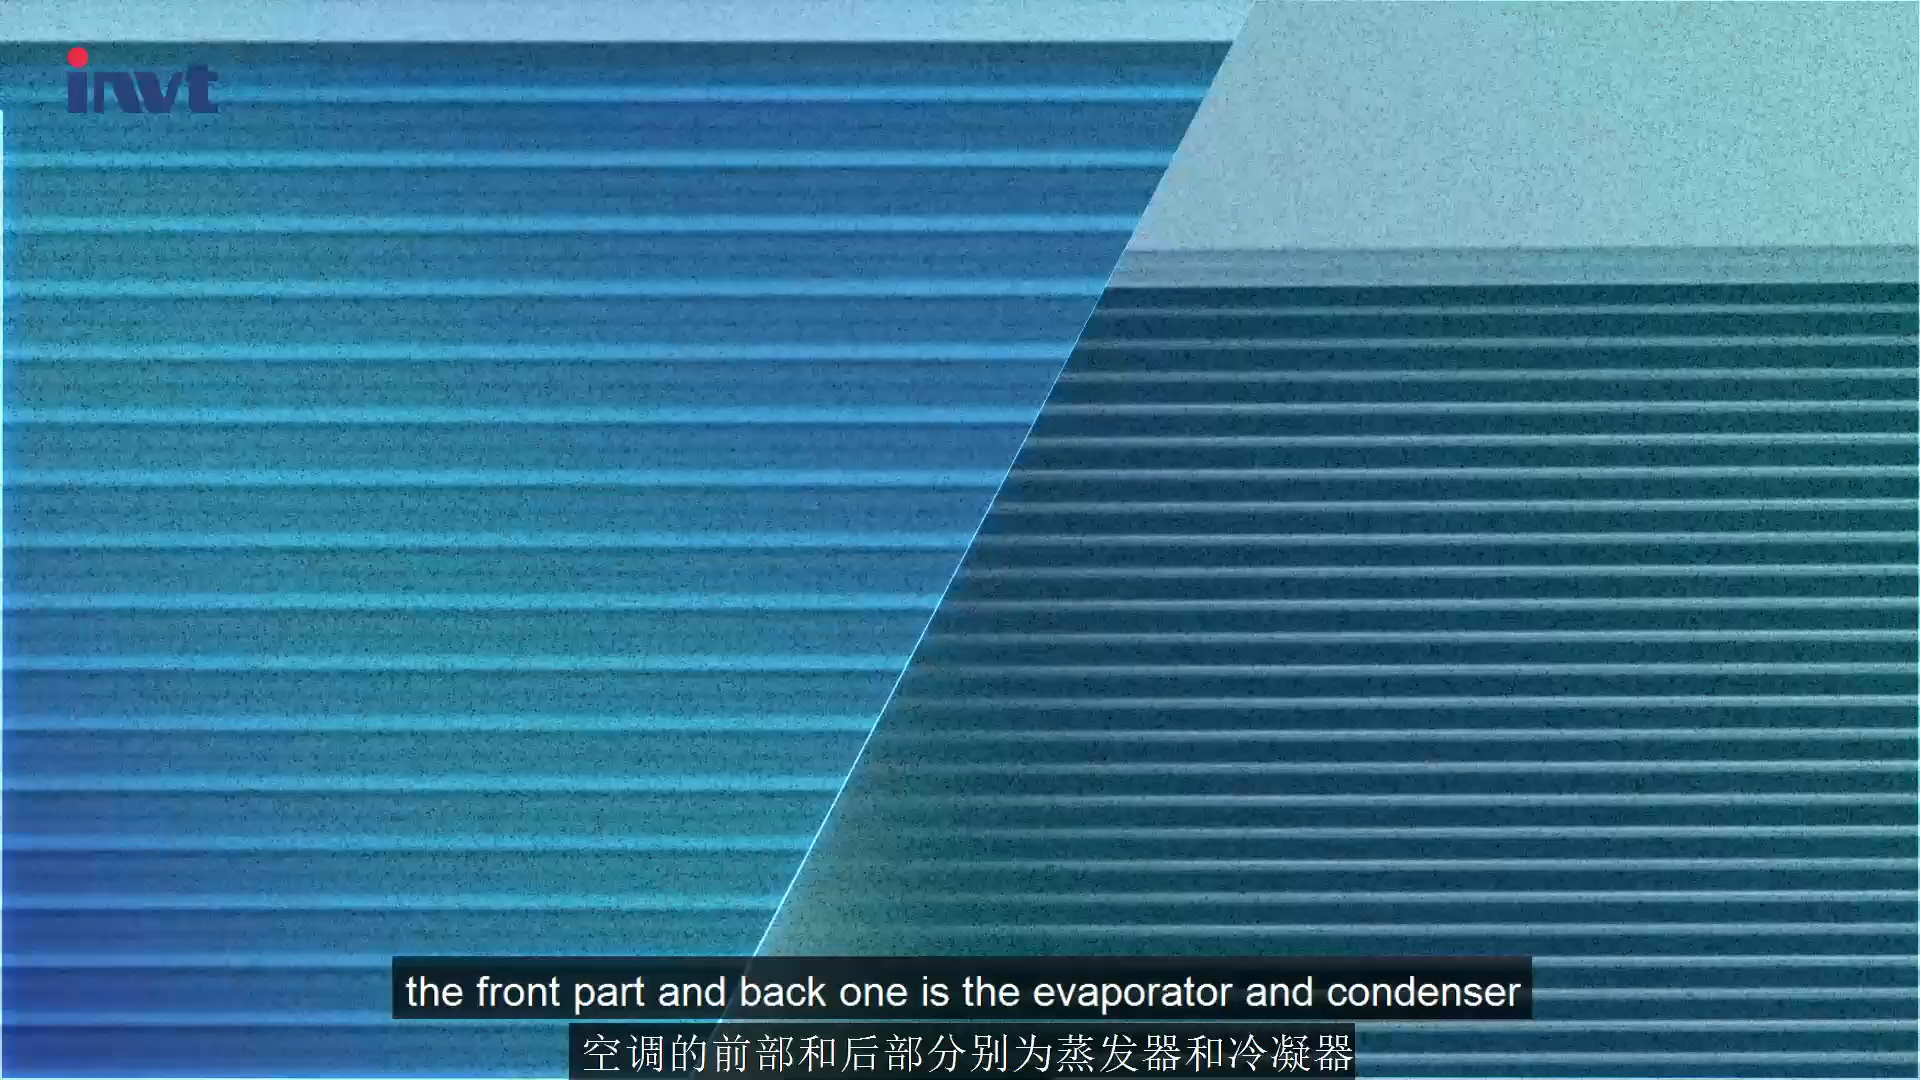 invt
the front part and back one is the evaporator and condenser
空调的前部和后部分别为蒸发器和冷凝器